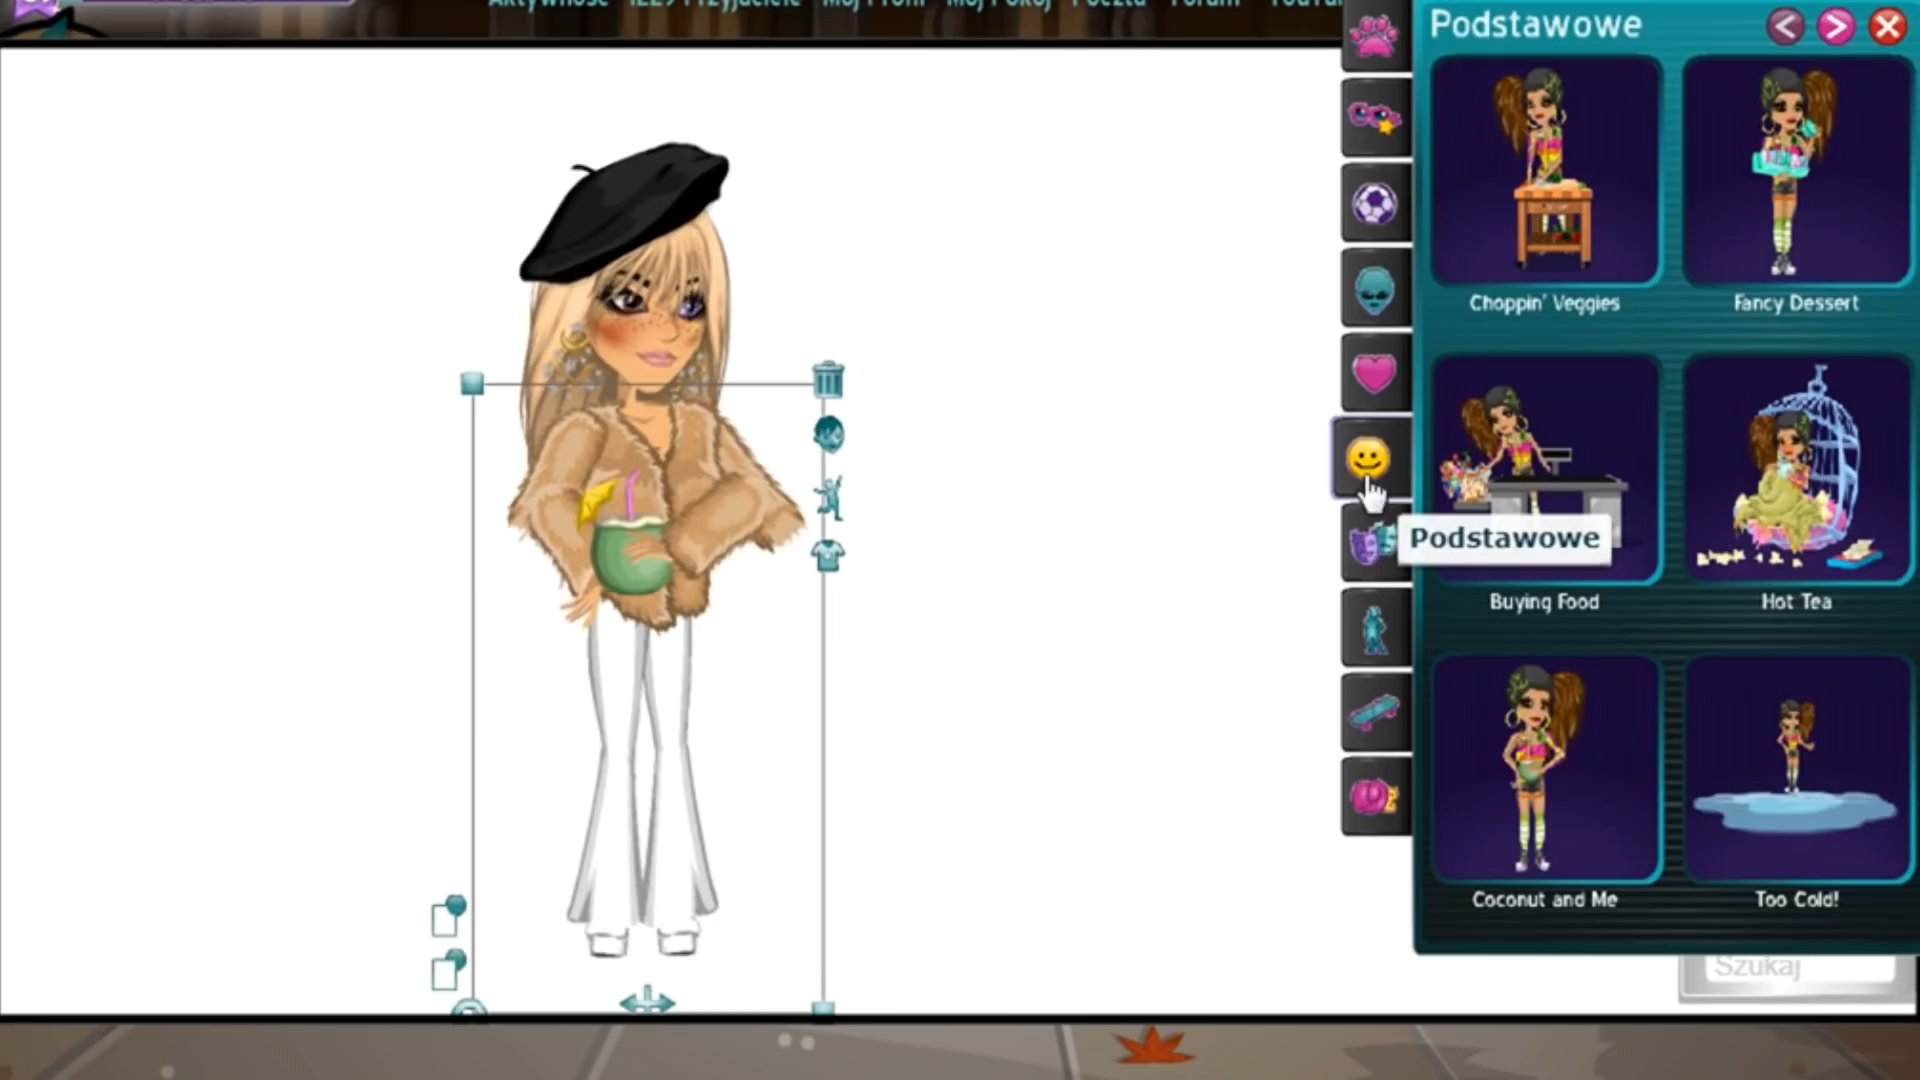 Podstawowe
Choppin' Veggies
Fancy Dessert
Podstawowe
Buying Food
Hot Tea
Coconut and Me
Too Cold!
Szukaj